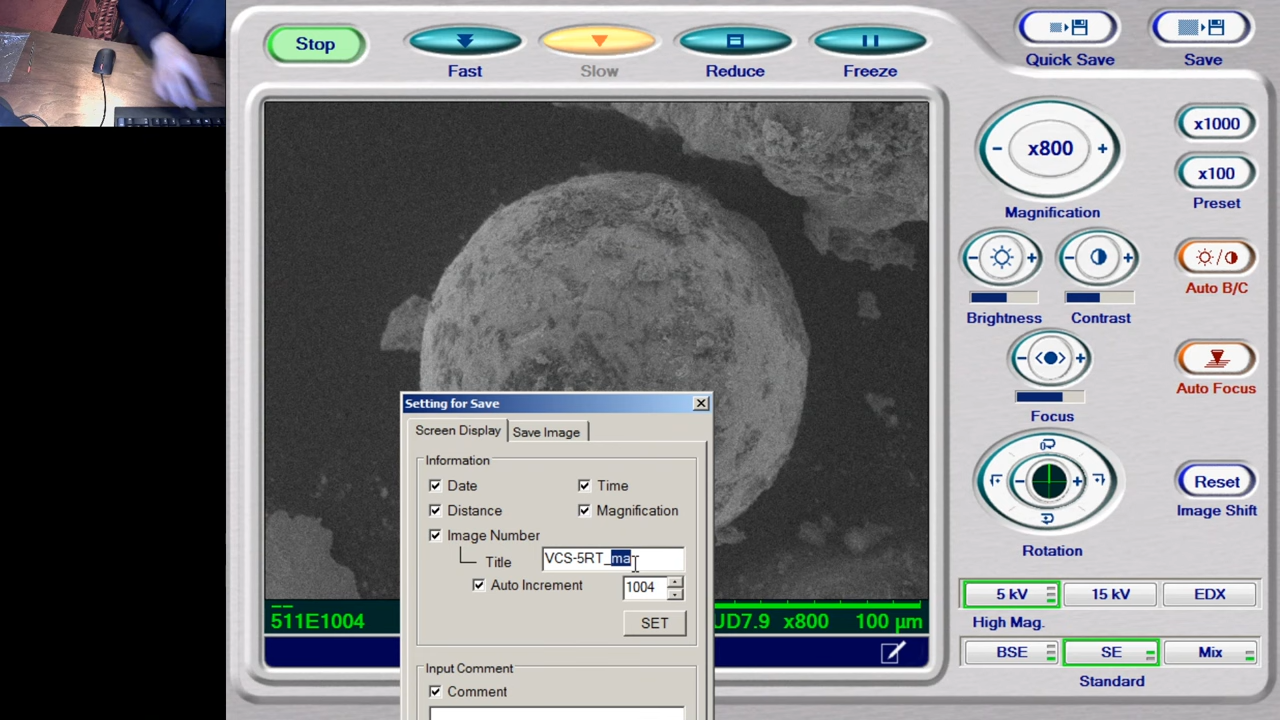 Stop
Fast
Slow
Reduce
Freeze
Quick Save
Save
x800
Magnification
x1000
x100
Preset
Brightness
Contrast
Auto B/C
Focus
Auto Focus
Reset
Image Shift
Rotation
5 kV
15 kV
EDX
High Mag.
BSE
SE
Mix
Standard
Setting for Save
Screen Display
Save Image
Information
Date
Time
Distance
Magnification
Image Number
Title
VCS-5RT_ma
Auto Increment
1004
SET
Input Comment
Comment
511E1004
UD7.9 x800 100 µm